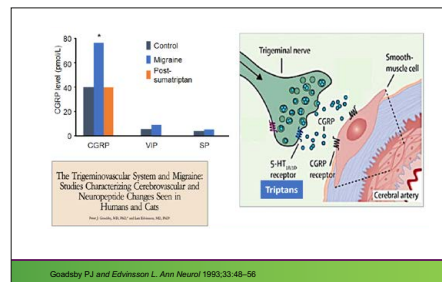 80
60
40
20
0
CGRP level (pmol/L)
*
Control
Migraine
Post-
sumatriptan
CGRP
VIP
SP
The Trigeminovascular System and Migraine:
Studies Characterizing Cerebrovascular and
Neuropeptide Changes Seen in
Humans and Cats
Trigeminal nerve
Smooth-
muscle cell
CGRP
5-HT
receptor
CGRP
receptor
Triptans
Cerebral artery
Goadsby PJ and Edvinsson L. Ann Neurol 1993;33:48–56